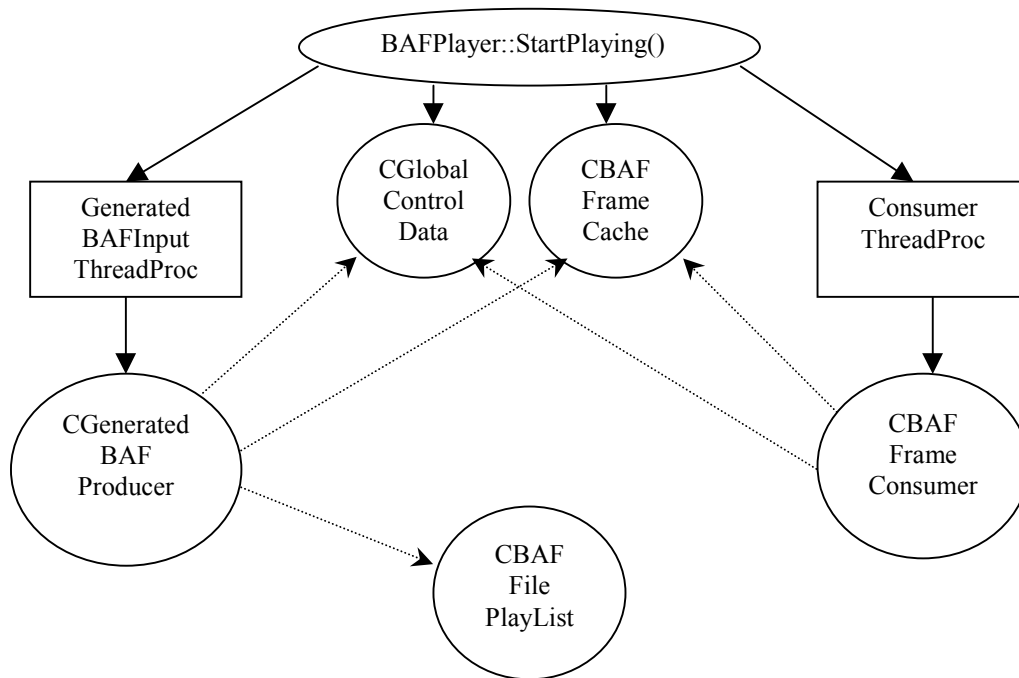 BAFPlayer::StartPlaying()
CGlobal
Control
Data
CBAF
Frame
Cache
Generated
BAFInput
ThreadProc
Consumer
ThreadProc
CGenerated
BAF
Producer
CBAF
Frame
Consumer
CBAF
File
PlayList